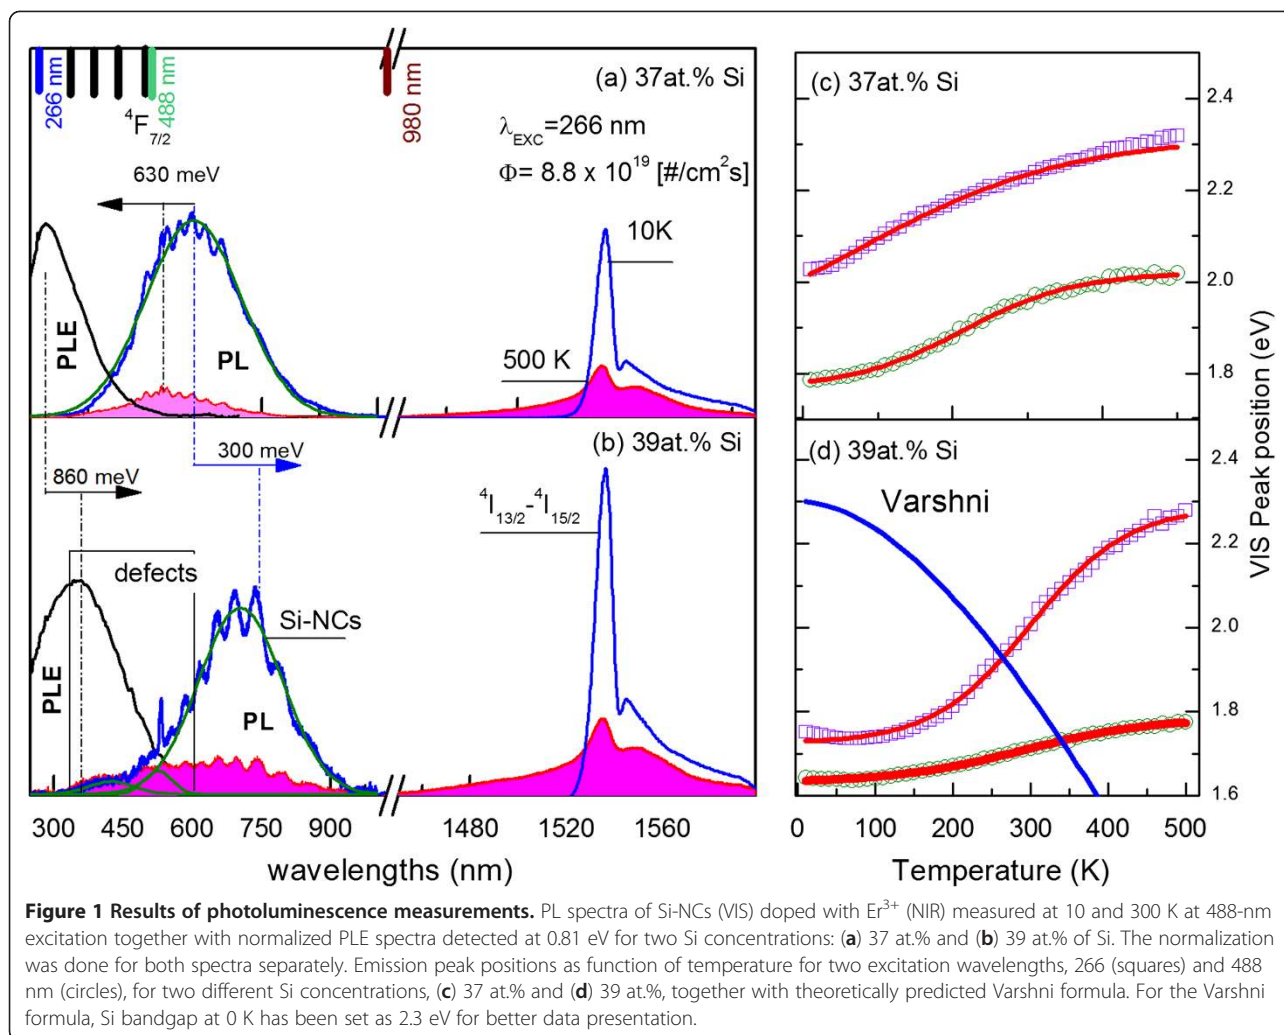 266 nm
488 nm
980 nm
⁴F₇/₂
(a) 37at.% Si
λEXC=266 nm
Φ= 8.8 x 10¹⁹ [#/cm²s]
630 meV
10K
PLE
PL
500 K
(b) 39at.% Si
300 meV
860 meV
⁴I₁₃/₂-⁴I₁₅/₂
defects
Si-NCs
PLE
PL
300 450 600 750 900 1480 1520 1560
wavelengths (nm)
(c) 37at.% Si
2.4
2.2
2.0
1.8
(d) 39at.% Si
Varshni
2.4
2.2
2.0
1.8
1.6
VIS Peak position (eV)
0 100 200 300 400 500
Temperature (K)
Figure 1 Results of photoluminescence measurements. PL spectra of Si-NCs (VIS) doped with Er³⁺ (NIR) measured at 10 and 300 K at 488-nm
excitation together with normalized PLE spectra detected at 0.81 eV for two Si concentrations: (a) 37 at.% and (b) 39 at.% of Si. The normalization
was done for both spectra separately. Emission peak positions as function of temperature for two excitation wavelengths, 266 (squares) and 488
nm (circles), for two different Si concentrations, (c) 37 at.% and (d) 39 at.%, together with theoretically predicted Varshni formula. For the Varshni
formula, Si bandgap at 0 K has been set as 2.3 eV for better data presentation.